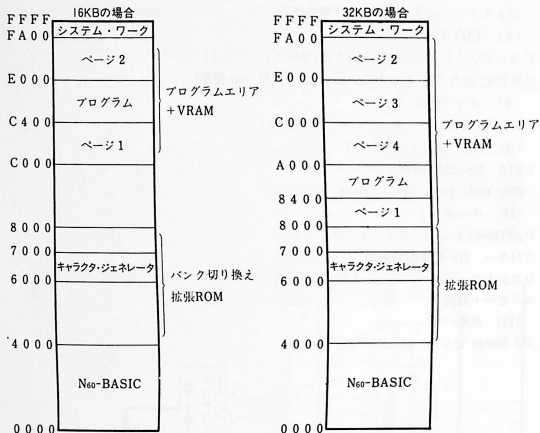 16KBの場合
FFFF
システム・ワーク
FA00
ページ2
E000
プログラム
C400
ページ1
C000
プログラムエリア
+VRAM
8000
7000
キャラクタ・ジェネレータ
6000
バンク切り換え
拡張ROM
4000
N60-BASIC
0000
32KBの場合
FFFF
システム・ワーク
FA00
ページ2
E000
ページ3
C000
ページ4
A000
プログラム
8400
ページ1
8000
プログラムエリア
+VRAM
7000
キャラクタ・ジェネレータ
6000
拡張ROM
4000
N60-BASIC
0000